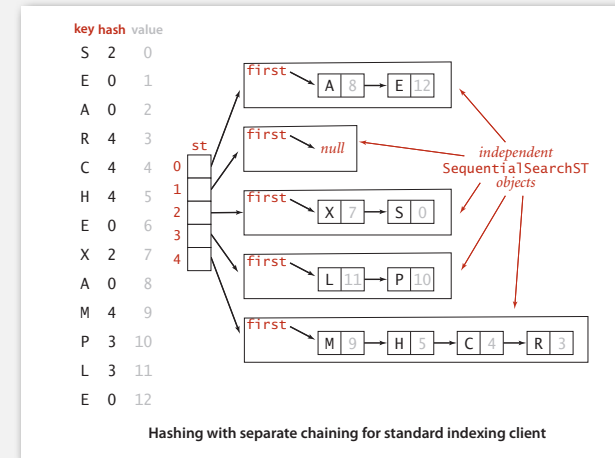 key hash value
S 2 0
E 0 1
A 0 2
R 4 3
C 4 4
H 4 5
E 0 6
X 2 7
A 0 8
M 4 9
P 3 10
L 3 11
E 0 12
st
0
1
2
3
4
first
A 8 E 12
first
null
first
X 7 S 0
first
L 11 P 10
first
M 9 H 5 C 4 R 3
independent
SequentialSearchST
objects
Hashing with separate chaining for standard indexing client